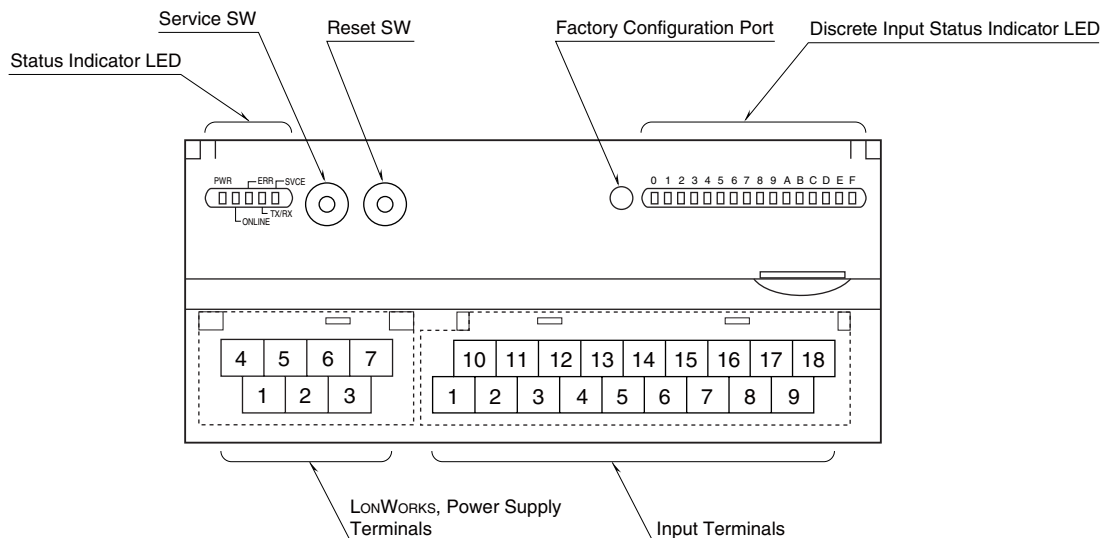 Service SW
Reset SW
Factory Configuration Port
Discrete Input Status Indicator LED
Status Indicator LED
PWR
ERR
SVCE
ONLINE
TX/RX
0 1 2 3 4 5 6 7 8 9 A B C D E F
4 5 6 7
1 2 3
10 11 12 13 14 15 16 17 18
1 2 3 4 5 6 7 8 9
LONWORKS, Power Supply
Terminals
Input Terminals